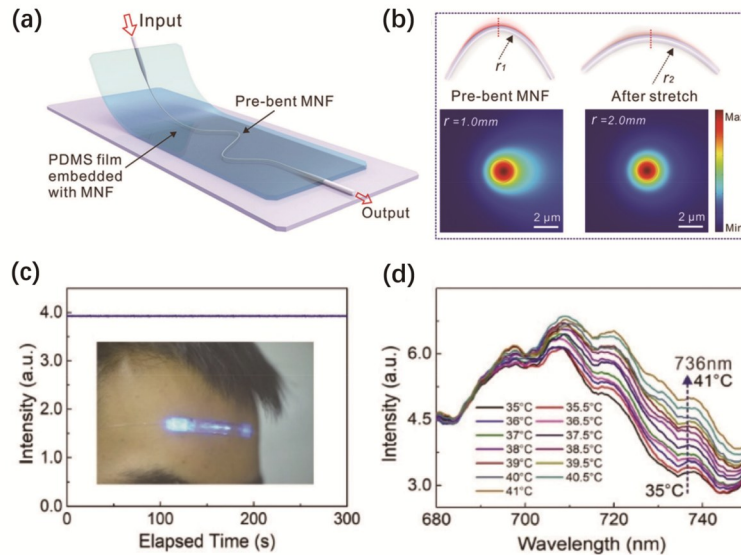 (a)
Input
Pre-bent MNF
PDMS film
embedded
with MNF
Output
(b)
r1
r2
Pre-bent MNF
After stretch
r =1.0mm
r =2.0mm
2 μm
2 μm
Max
Min
(c)
Intensity (a.u.)
4.0
3.0
2.0
1.0
0.0
0
100
200
300
Elapsed Time (s)
(d)
Intensity (a.u.)
6.0
4.5
3.0
736nm
41°C
35°C
35°C 35.5°C
36°C 36.5°C
37°C 37.5°C
38°C 38.5°C
39°C 39.5°C
40°C 40.5°C
41°C
680 700 720 740
Wavelength (nm)